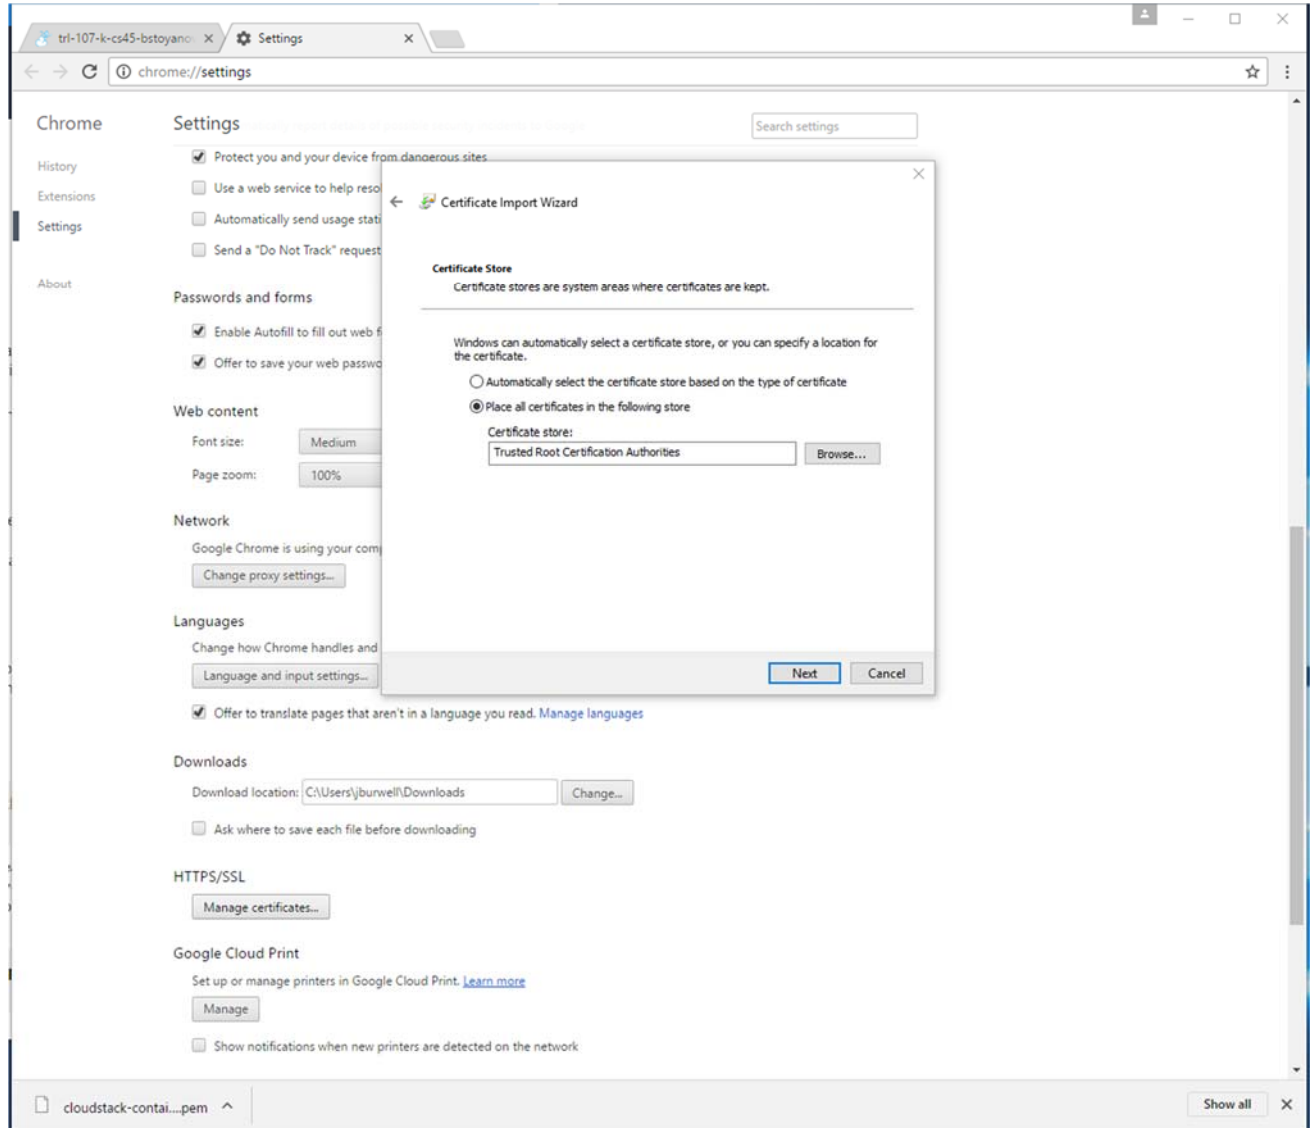 trl-107-k-cs45-bstoyano
Settings
chrome://settings
Chrome
History
Extensions
Settings
About
Settings
Search settings
Protect you and your device from dangerous sites
Use a web service to help reso
Automatically send usage stati
Send a "Do Not Track" request
Passwords and forms
Enable Autofill to fill out web f
Offer to save your web passwo
Web content
Font size:
Medium
Page zoom:
100%
Network
Google Chrome is using your comp
Change proxy settings...
Languages
Change how Chrome handles and
Language and input settings...
Offer to translate pages that aren't in a language you read. Manage languages
Downloads
Download location: C:\Users\jburwell\Downloads
Change...
Ask where to save each file before downloading
HTTPS/SSL
Manage certificates...
Google Cloud Print
Set up or manage printers in Google Cloud Print. Learn more
Manage
Show notifications when new printers are detected on the network
Certificate Import Wizard
Certificate Store
Certificate stores are system areas where certificates are kept.
Windows can automatically select a certificate store, or you can specify a location for
the certificate.
Automatically select the certificate store based on the type of certificate
Place all certificates in the following store
Certificate store:
Trusted Root Certification Authorities
Browse...
Next
Cancel
cloudstack-contai....pem
Show all